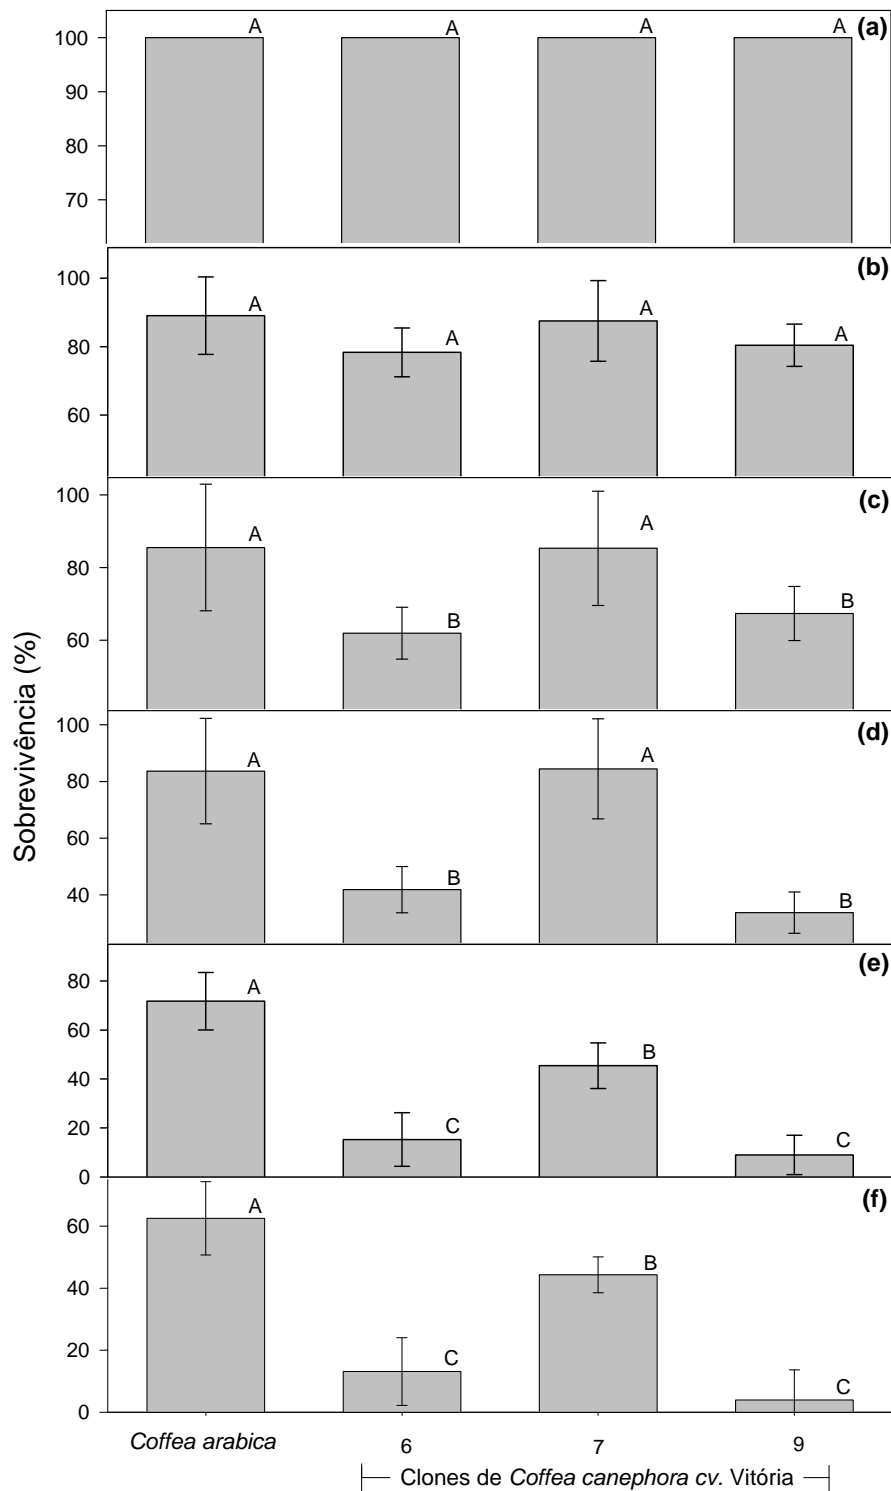 A A A A (a)
100
90
80
70
(b)
100
A A A A
80
60
(c)
100
A A
80
B B
60
Sobrevivência (%)
(d)
100
A A
80
60
B B
40
(e)
80
A
60
B
40
20
C C
0
(f)
A
60
B
40
20
C C
0
Coffea arabica 6 7 9
Clones de Coffea canephora cv. Vitória